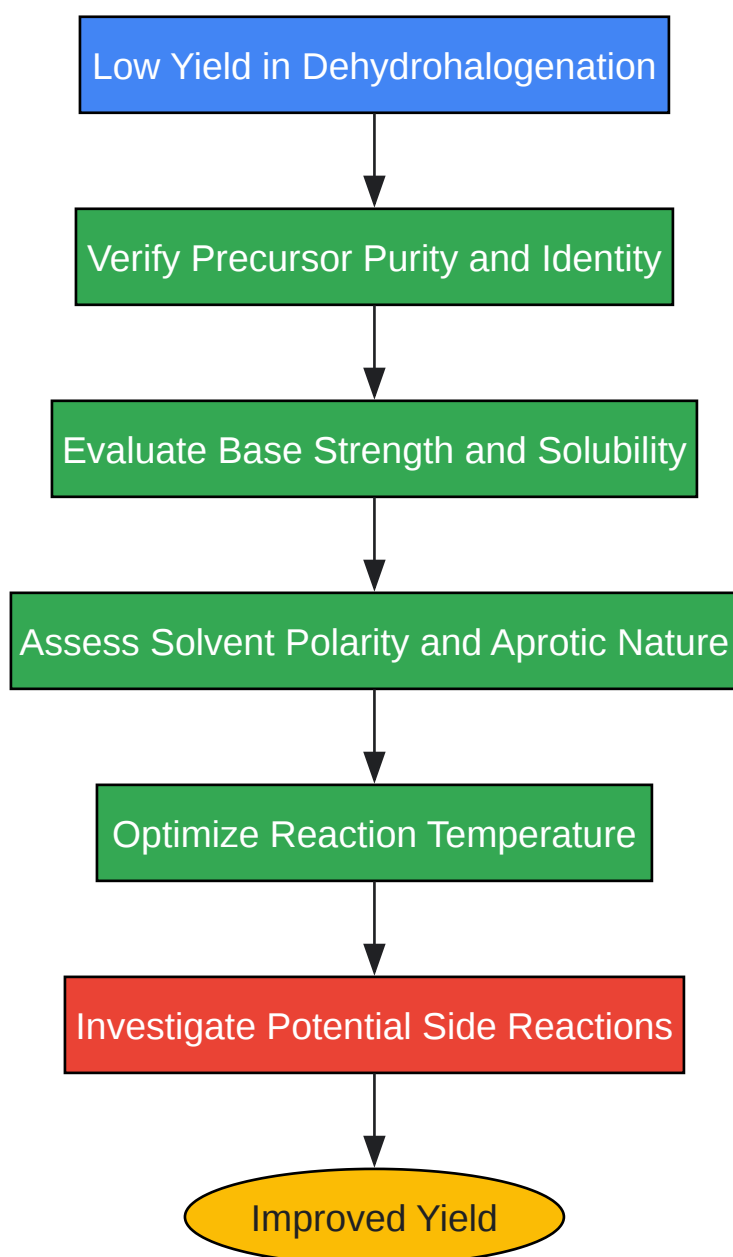 Low Yield in Dehydrohalogenation
Verify Precursor Purity and Identity
Evaluate Base Strength and Solubility
Assess Solvent Polarity and Aprotic Nature
Optimize Reaction Temperature
Investigate Potential Side Reactions
Improved Yield